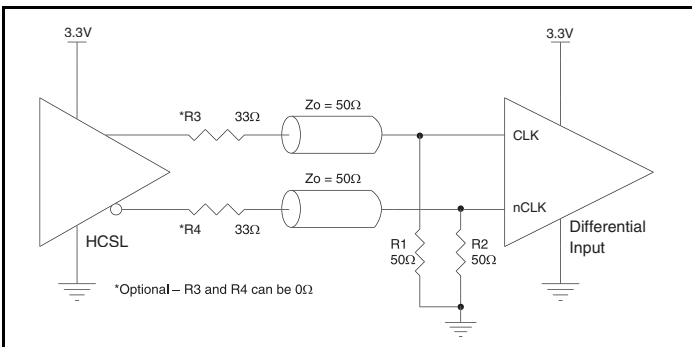 3.3V
3.3V
*R3
33Ω
Zo = 50Ω
CLK
Zo = 50Ω
nCLK
*R4
33Ω
HCSL
R1
50Ω
R2
50Ω
Differential
Input
*Optional – R3 and R4 can be 0Ω